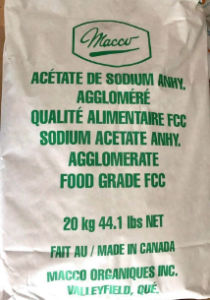 Macco
ACÉTATE DE SODIUM ANHY.
AGGLOMÉRÉ
QUALITÉ ALIMENTAIRE FCC
SODIUM ACETATE ANHY.
AGGLOMERATE
FOOD GRADE FCC
20 kg 44.1 lbs NET
FAIT AU / MADE IN CANADA
MACCO ORGANIQUES INC.
VALLEYFIELD, QUÉ.